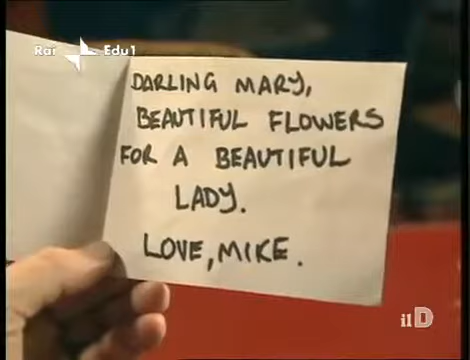 Rai Edu1
DARLING MARY,
BEAUTIFUL FLOWERS
FOR A BEAUTIFUL
LADY.
LOVE, MIKE.
ilD